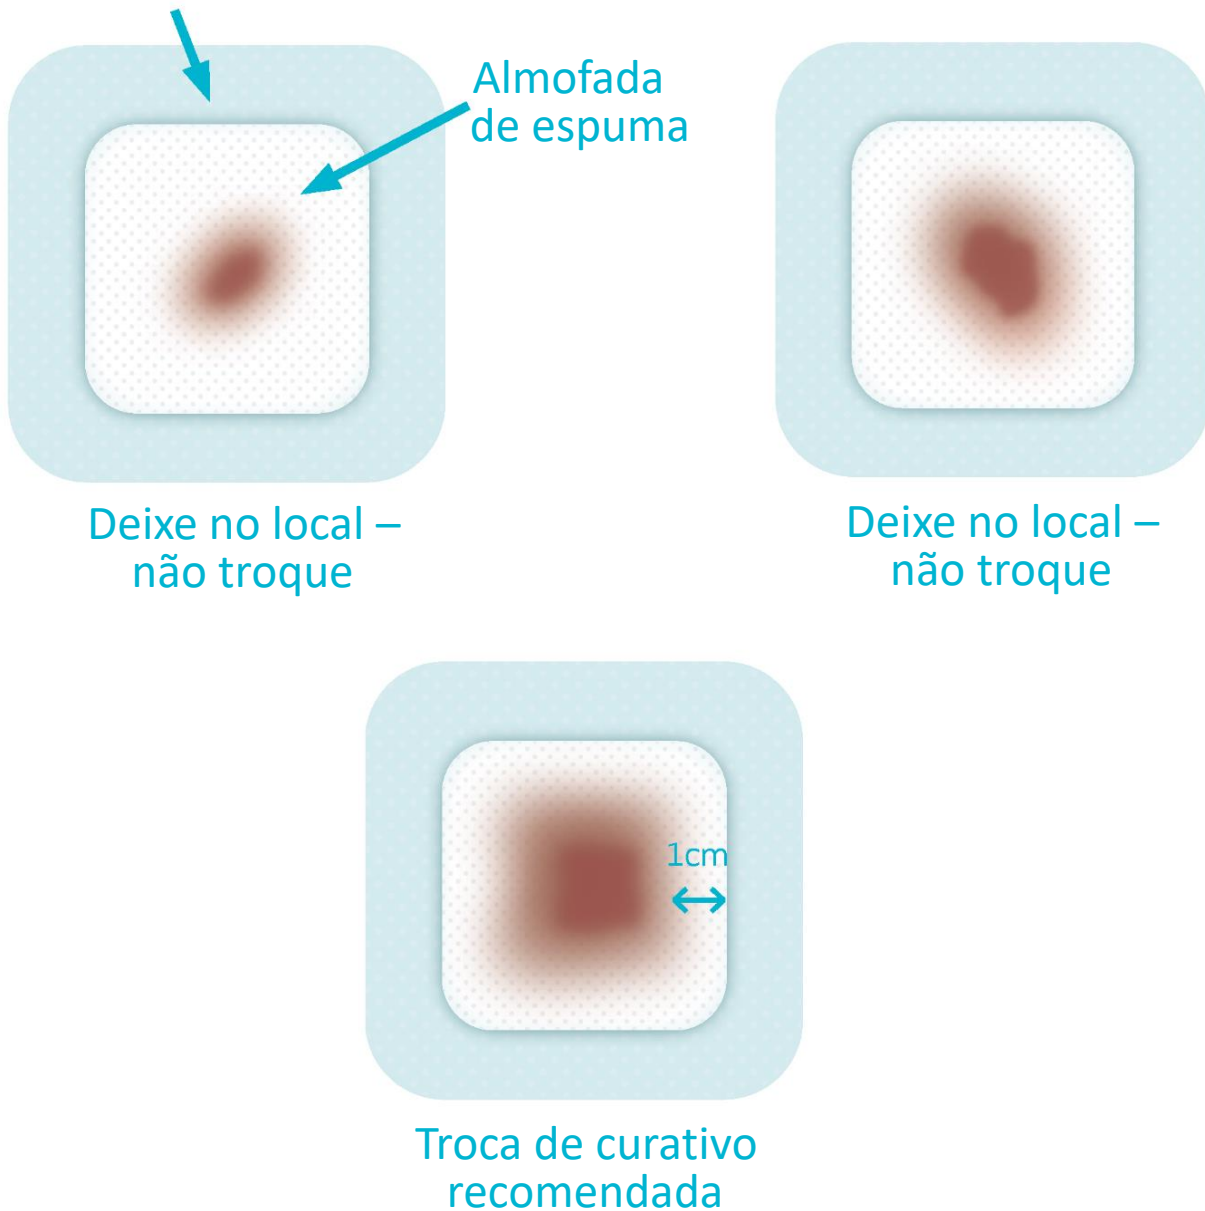 Almofada
de espuma
Deixe no local –
não troque
Deixe no local –
não troque
1cm
Troca de curativo
recomendada